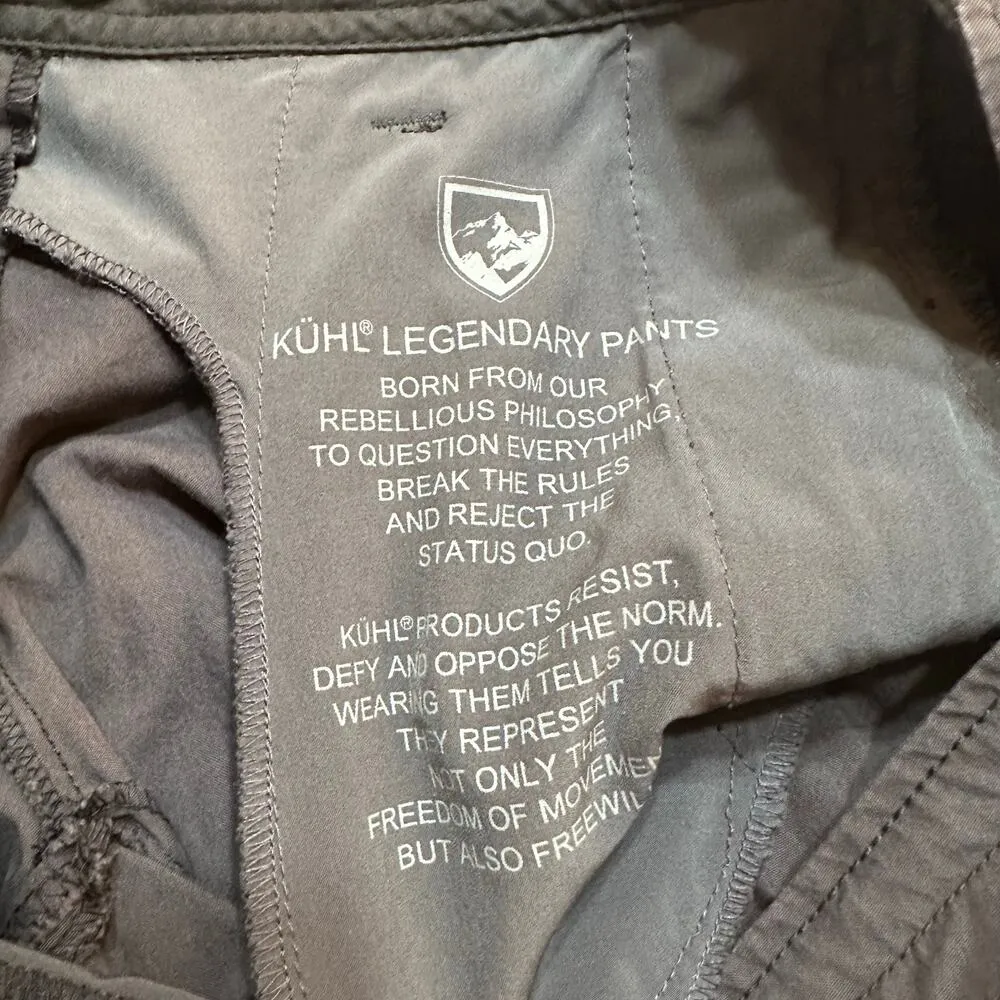 KÜHL® LEGENDARY PANTS
BORN FROM OUR
REBELLIOUS PHILOSOPHY
TO QUESTION EVERYTHING,
BREAK THE RULES
AND REJECT THE
STATUS QUO.
KÜHL® PRODUCTS RESIST,
DEFY AND OPPOSE THE NORM.
WEARING THEM TELLS YOU
THEY REPRESENT
NOT ONLY THE
FREEDOM OF MOVEMEN
BUT ALSO FREEWIL